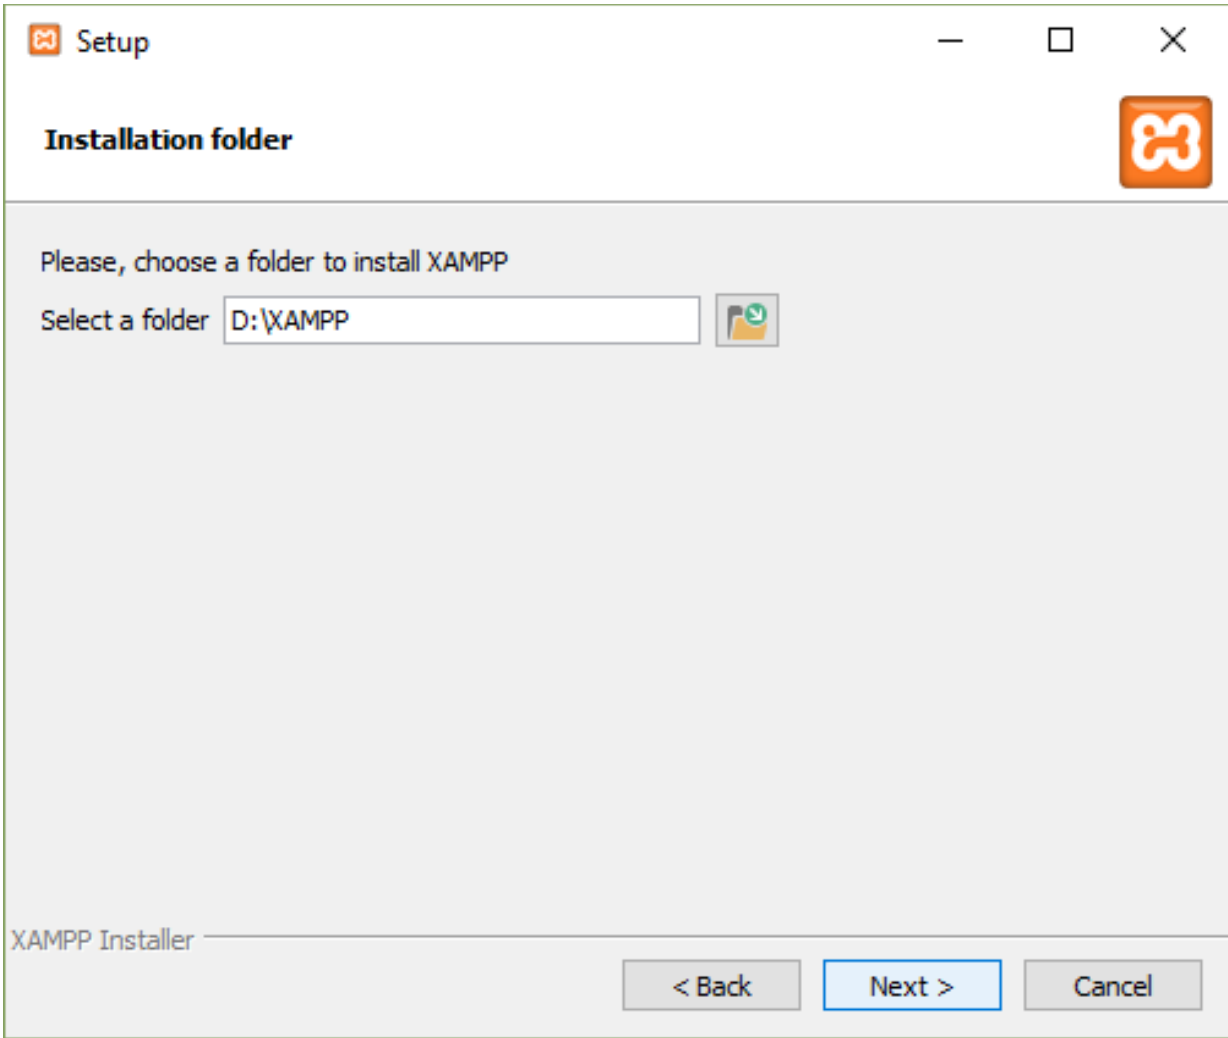 Setup
Installation folder
Please, choose a folder to install XAMPP
Select a folder D:\XAMPP
XAMPP Installer
< Back Next > Cancel